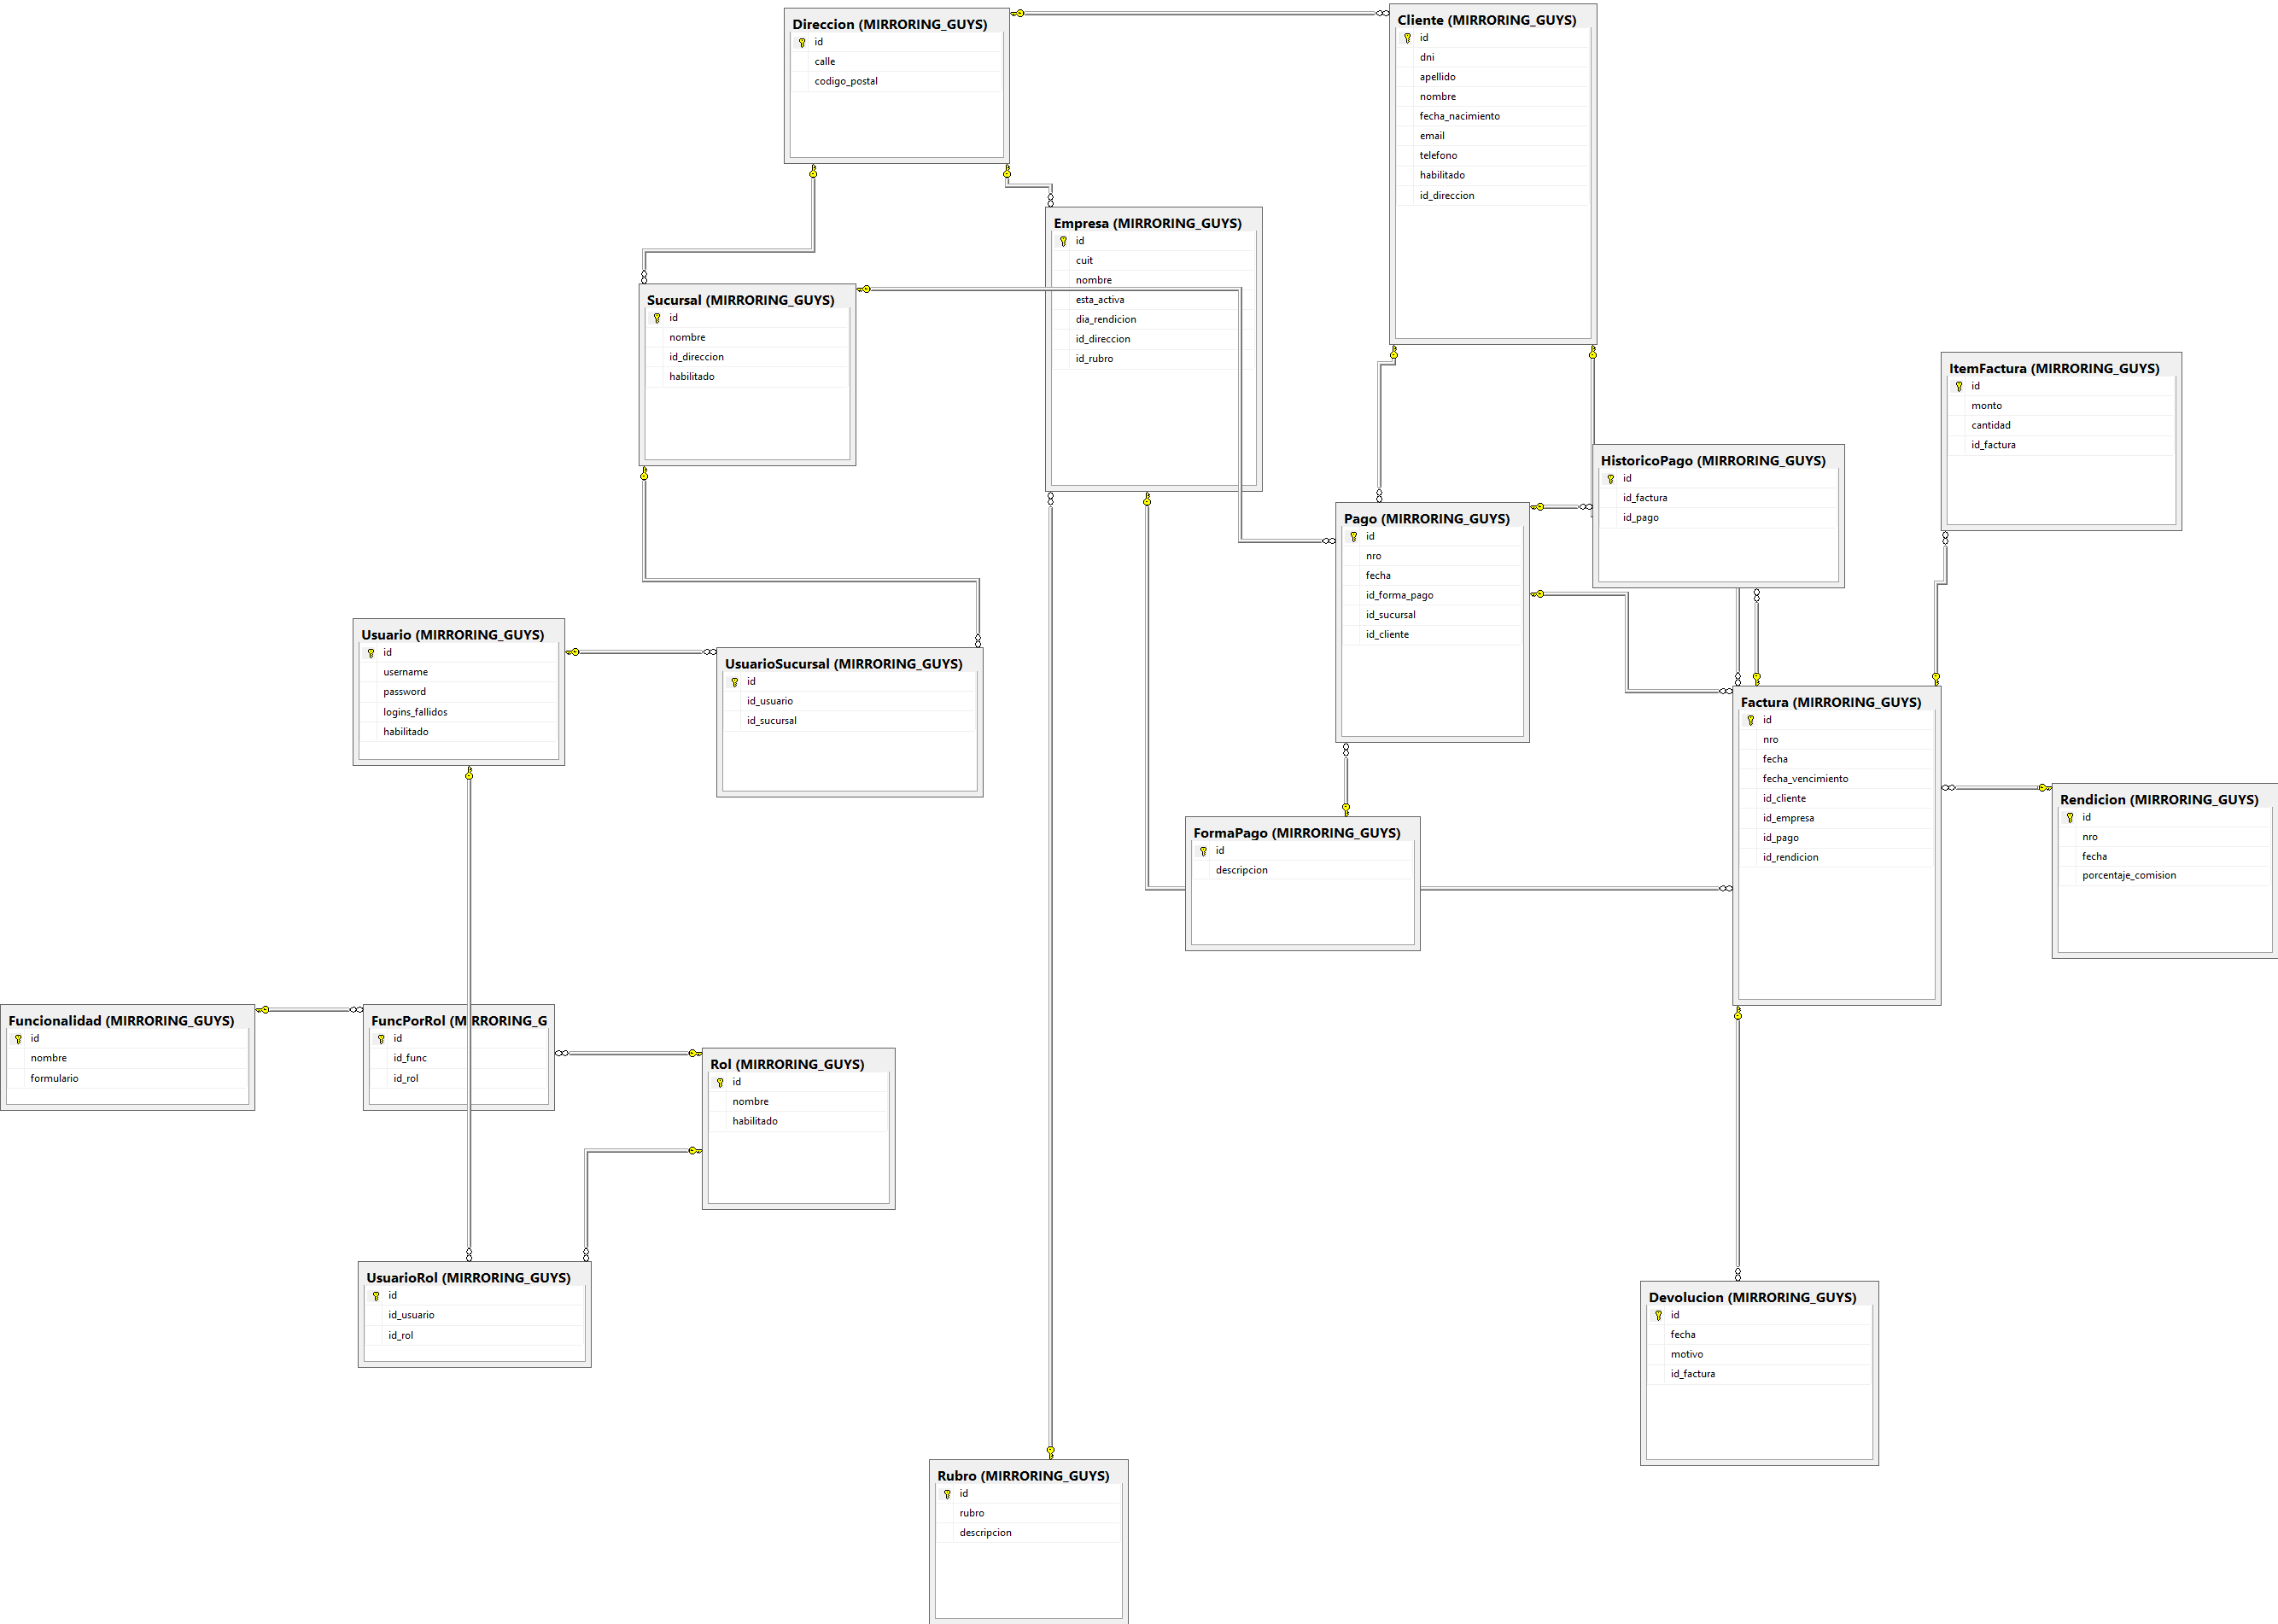 Direccion (MIRRORING_GUYS)
id
calle
codigo_postal
Cliente (MIRRORING_GUYS)
id
dni
apellido
nombre
fecha_nacimiento
email
telefono
habilitado
id_direccion
Empresa (MIRRORING_GUYS)
id
cuit
nombre
esta_activa
dia_rendicion
id_direccion
id_rubro
Sucursal (MIRRORING_GUYS)
id
nombre
id_direccion
habilitado
ItemFactura (MIRRORING_GUYS)
id
monto
cantidad
id_factura
HistoricoPago (MIRRORING_GUYS)
id
id_factura
id_pago
Pago (MIRRORING_GUYS)
id
nro
fecha
id_forma_pago
id_sucursal
id_cliente
Usuario (MIRRORING_GUYS)
id
username
password
logins_fallidos
habilitado
UsuarioSucursal (MIRRORING_GUYS)
id
id_usuario
id_sucursal
Factura (MIRRORING_GUYS)
id
nro
fecha
fecha_vencimiento
id_cliente
id_empresa
id_pago
id_rendicion
Rendicion (MIRRORING_GUYS)
id
nro
fecha
porcentaje_comision
FormaPago (MIRRORING_GUYS)
id
descripcion
Funcionalidad (MIRRORING_GUYS)
id
nombre
formulario
FuncPorRol (MIRRORING_G
id
id_func
id_rol
Rol (MIRRORING_GUYS)
id
nombre
habilitado
UsuarioRol (MIRRORING_GUYS)
id
id_usuario
id_rol
Devolucion (MIRRORING_GUYS)
id
fecha
motivo
id_factura
Rubro (MIRRORING_GUYS)
id
rubro
descripcion